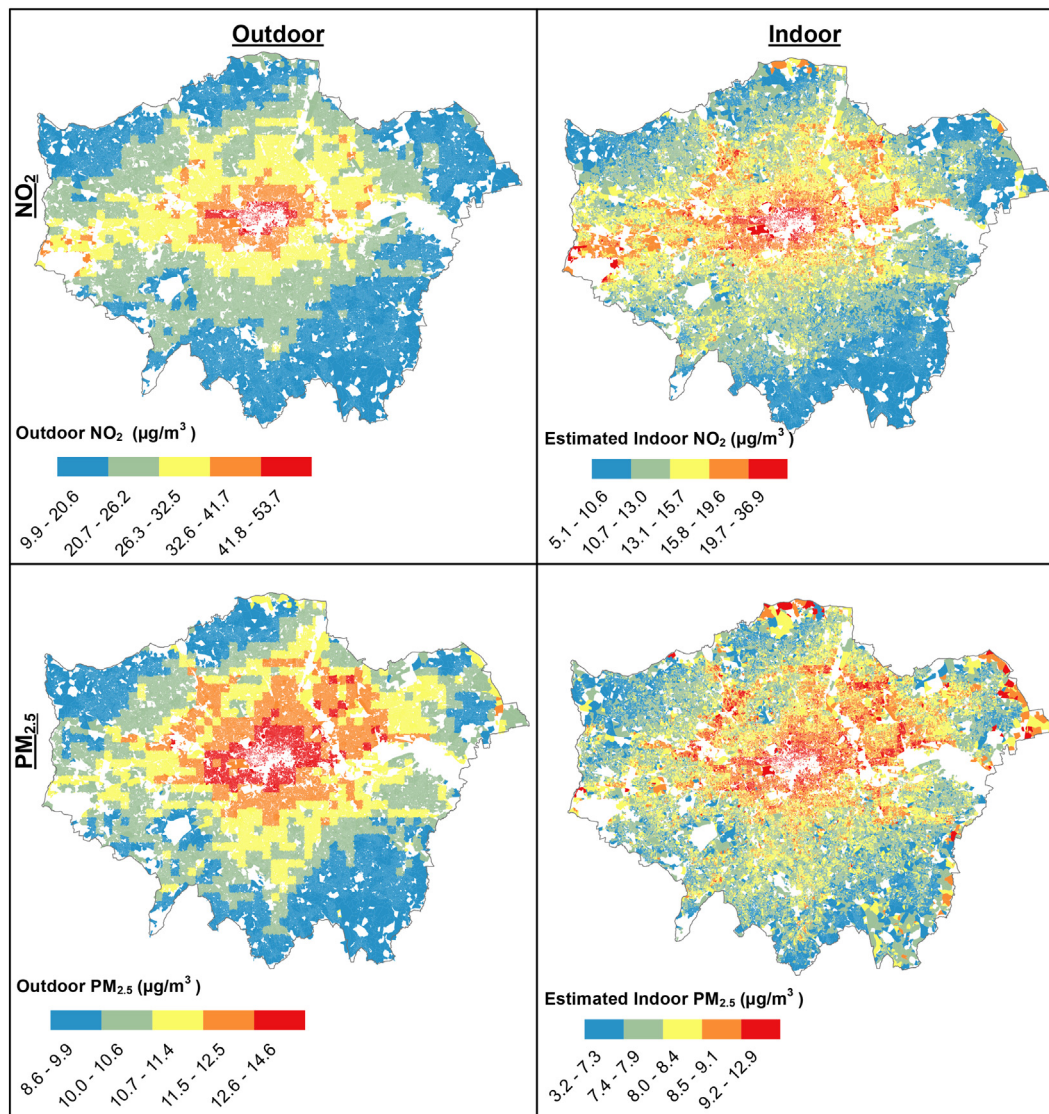 Outdoor
Indoor
NO₂
Outdoor NO₂ (µg/m³ )
9.9 - 20.6
20.7 - 26.2
26.3 - 32.5
32.6 - 41.7
41.8 - 53.7
Estimated Indoor NO₂ (µg/m³ )
5.1 - 10.6
10.7 - 13.0
13.1 - 15.7
15.8 - 19.6
19.7 - 36.9
PM₂.₅
Outdoor PM₂.₅ (µg/m³ )
8.6 - 9.9
10.0 - 10.6
10.7 - 11.4
11.5 - 12.5
12.6 - 14.6
Estimated Indoor PM₂.₅ (µg/m³ )
3.2 - 7.3
7.4 - 7.9
8.0 - 8.4
8.5 - 9.1
9.2 - 12.9